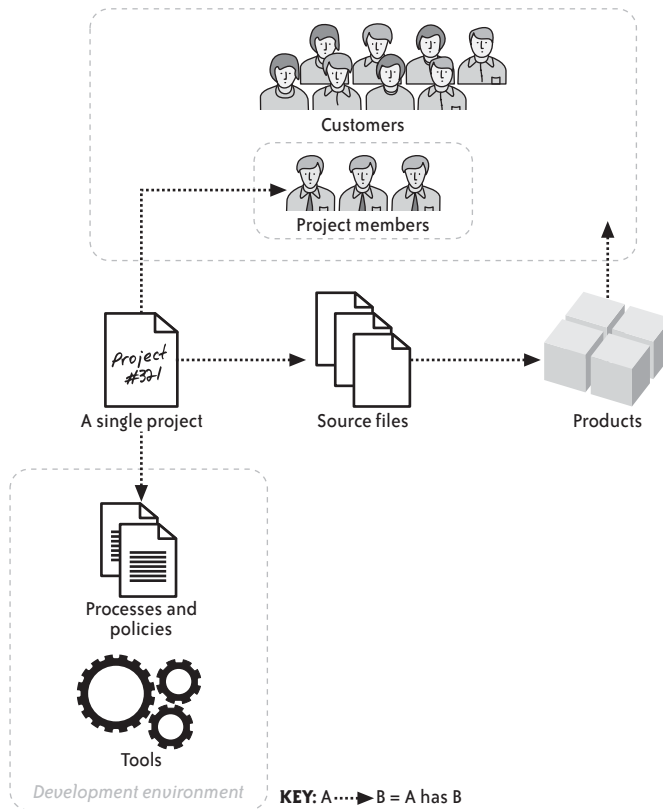 Customers
Project members
Project
#321
A single project
Source files
Products
Processes and
policies
Tools
Development environment
KEY: A B = A has B